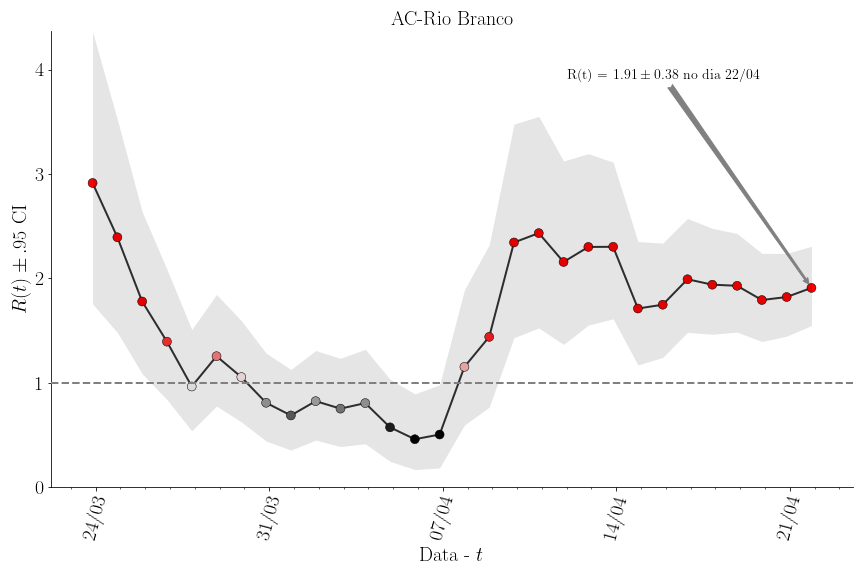 AC-Rio Branco
R(t) = 1.91 ± 0.38 no dia 22/04
R(t) ± .95 CI
4
3
2
1
0
24/03
31/03
07/04
14/04
21/04
Data - t